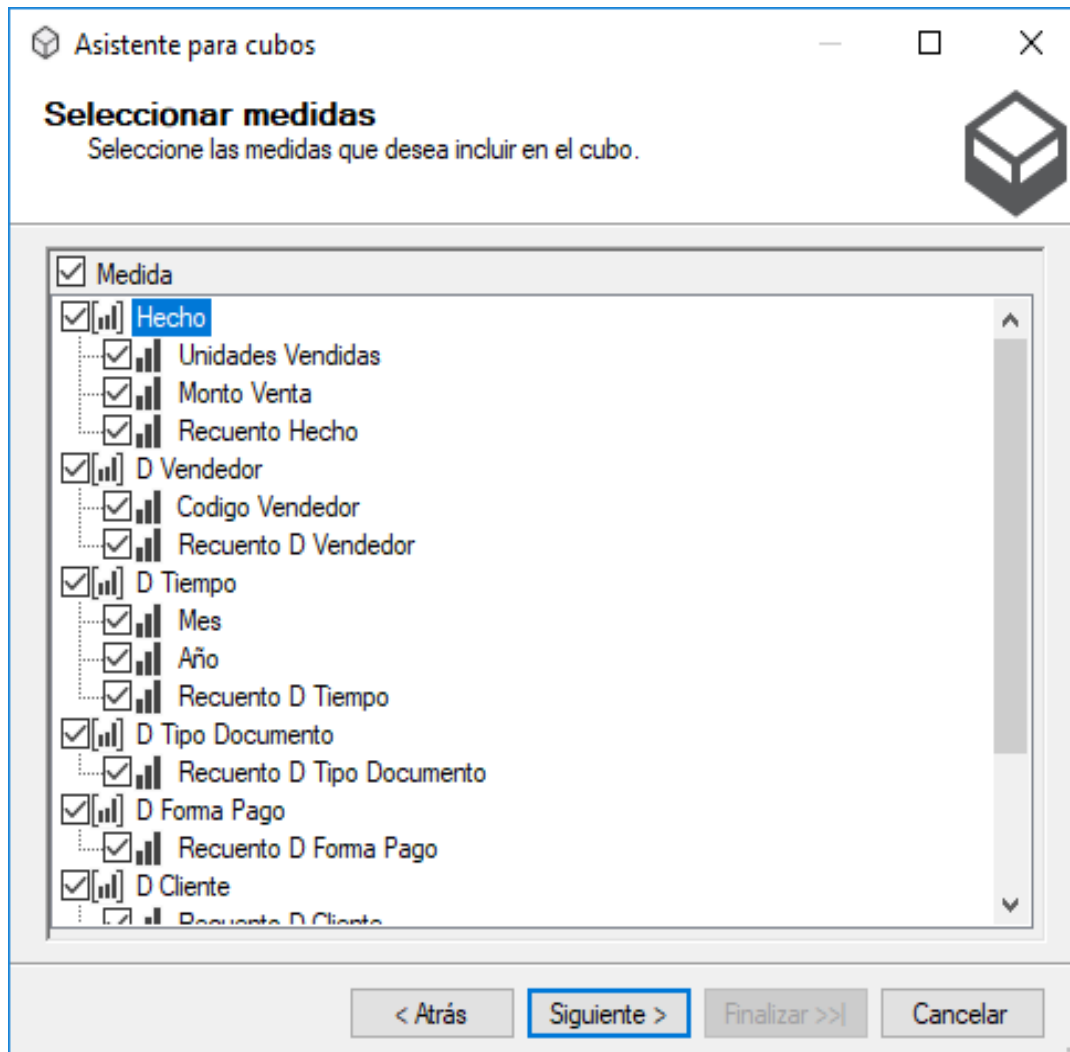 Asistente para cubos
Seleccionar medidas
Seleccione las medidas que desea incluir en el cubo.
Medida
Hecho
Unidades Vendidas
Monto Venta
Recuento Hecho
D Vendedor
Codigo Vendedor
Recuento D Vendedor
D Tiempo
Mes
Año
Recuento D Tiempo
D Tipo Documento
Recuento D Tipo Documento
D Forma Pago
Recuento D Forma Pago
D Cliente
Recuento D Cliente
< Atrás Siguiente > Finalizar >>| Cancelar